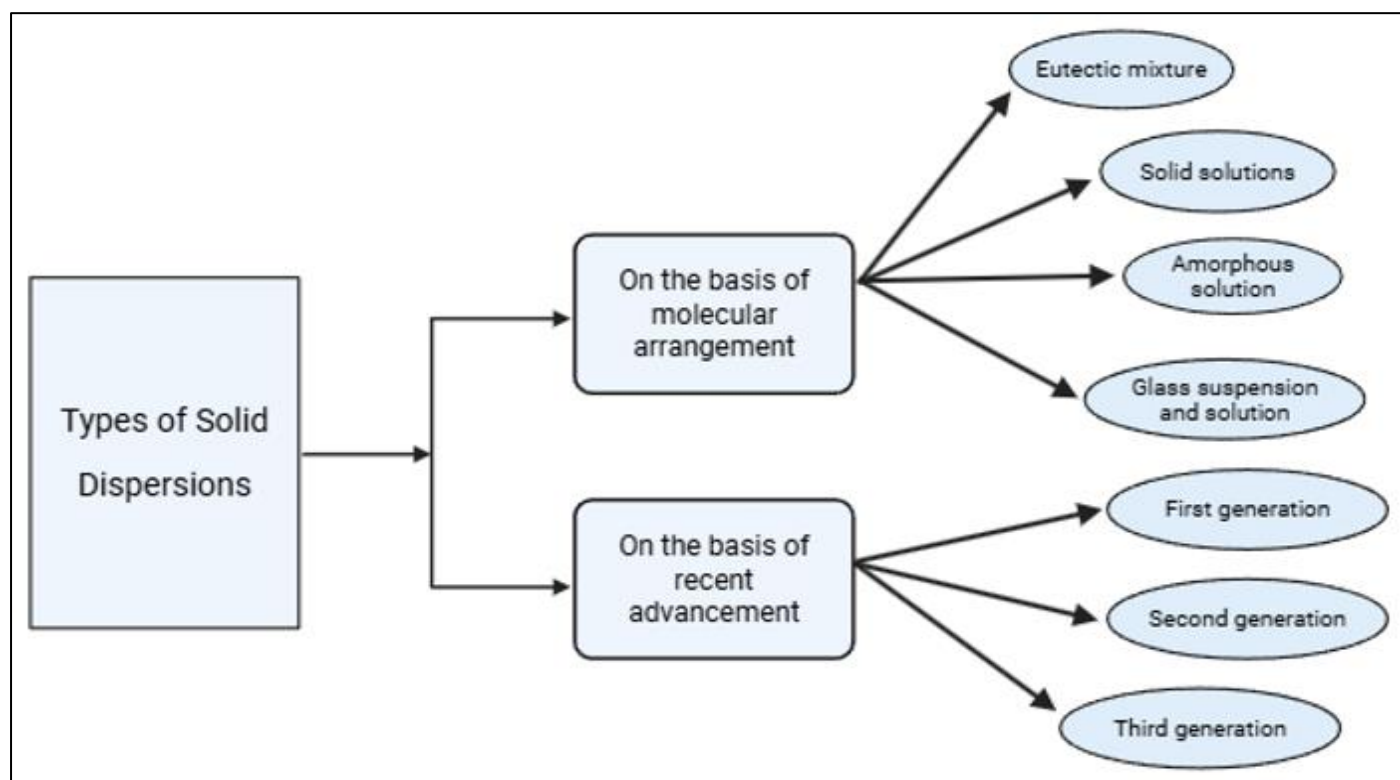 Types of Solid
Dispersions
On the basis of
molecular
arrangement
On the basis of
recent
advancement
Eutectic mixture
Solid solutions
Amorphous
solution
Glass suspension
and solution
First generation
Second generation
Third generation